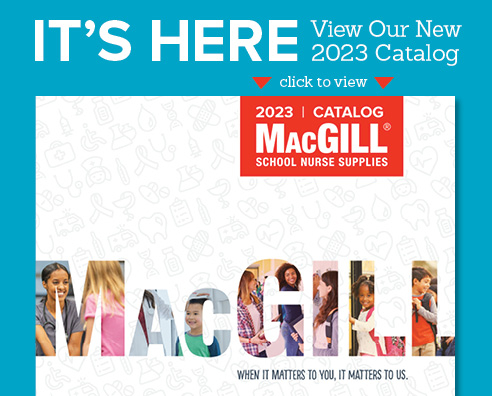 IT'S HERE
View Our New
2023 Catalog
click to view
2023 | CATALOG
MACGILL®
SCHOOL NURSE SUPPLIES
MACGILL
WHEN IT MATTERS TO YOU, IT MATTERS TO US.